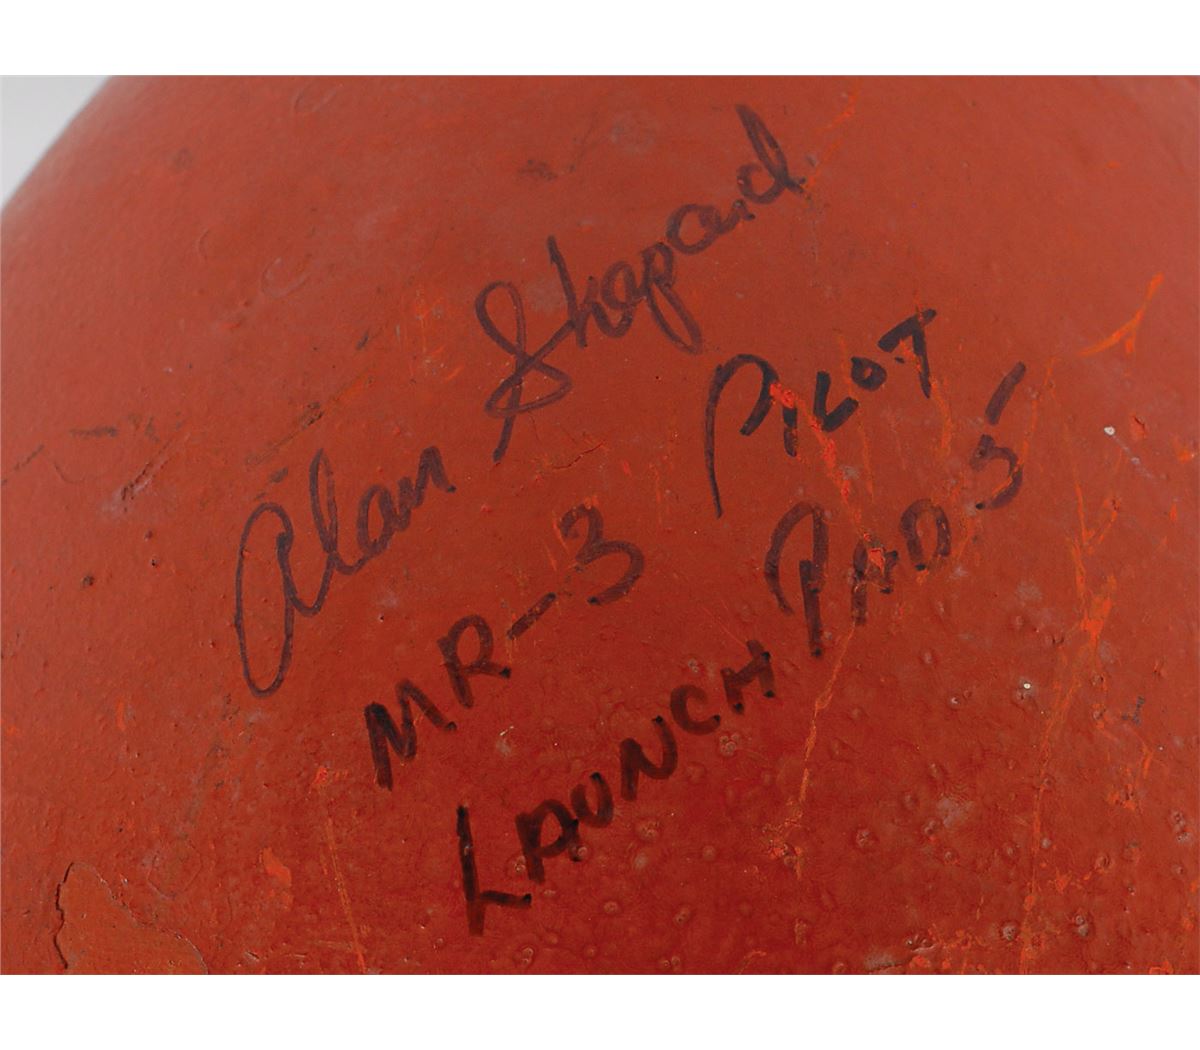 Alan Shepard
MR-3 PILOT
LAUNCH PAD 5